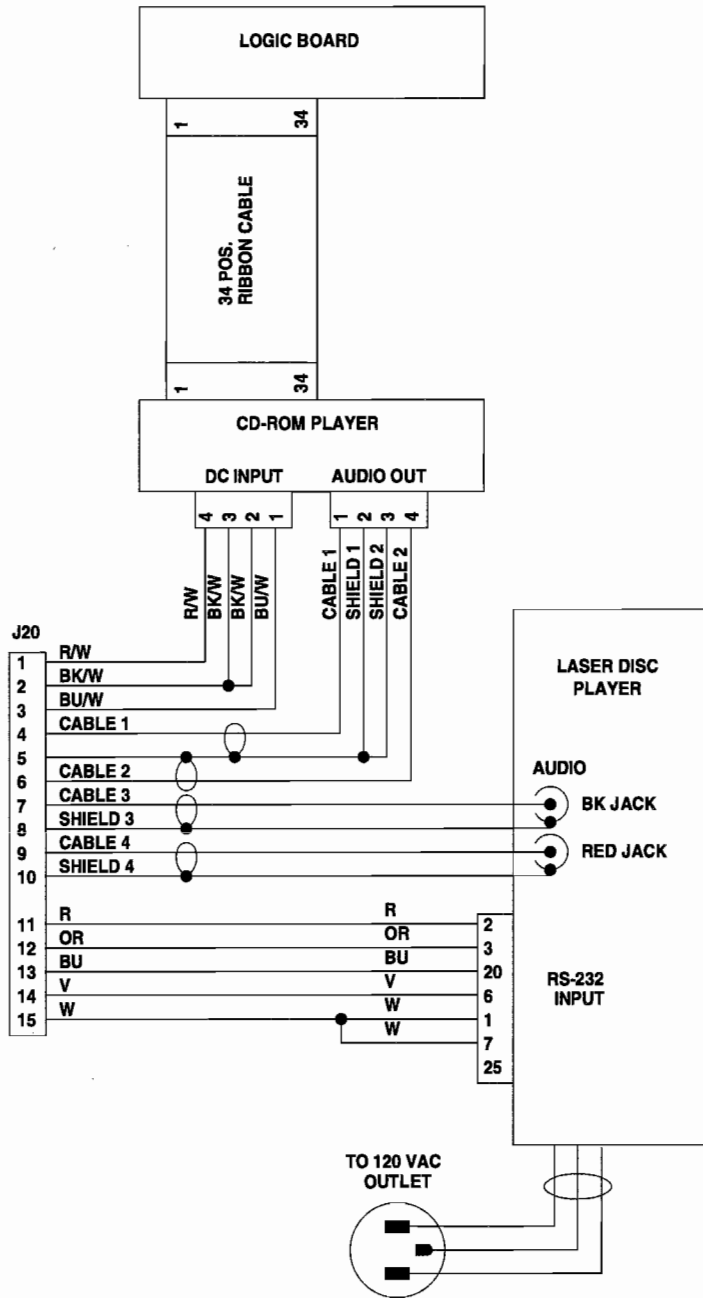 LOGIC BOARD
1 34
34 POS.
RIBBON CABLE
1 34
CD-ROM PLAYER
DC INPUT AUDIO OUT
4 3 2 1 1 2 3 4
R/W BK/W BK/W BU/W CABLE 1 SHIELD 1 SHIELD 2 CABLE 2
J20
1 R/W
2 BK/W
3 BU/W
4 CABLE 1
5
6 CABLE 2
7 CABLE 3
8 SHIELD 3
9 CABLE 4
10 SHIELD 4
11 R R 2
12 OR OR 3
13 BU BU 20
14 V V 6
15 W W 1
W 7
25
LASER DISC
PLAYER
AUDIO
BK JACK
RED JACK
RS-232
INPUT
TO 120 VAC
OUTLET